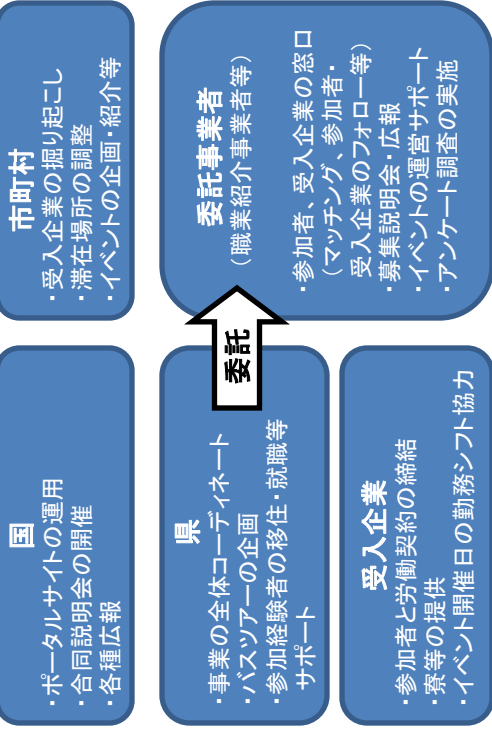 国
・ポータルサイトの運用
・合同説明会の開催
・各種広報
市町村
・受入企業の掘り起こし
・滞在場所の調整
・イベントの企画・紹介等
県
・事業の全体コーディネート
・バスツアーの企画
・参加経験者の移住・就職等
サポート
委託
委託事業者
（職業紹介事業者等）
・参加者、受入企業の窓口
（マッチング、参加者・
受入企業のフォロー等）
・募集説明会・広報
・イベントの運営サポート
・アンケート調査の実施
受入企業
・参加者と労働契約の締結
・寮等の提供
・イベント開催日の勤務シフト協力